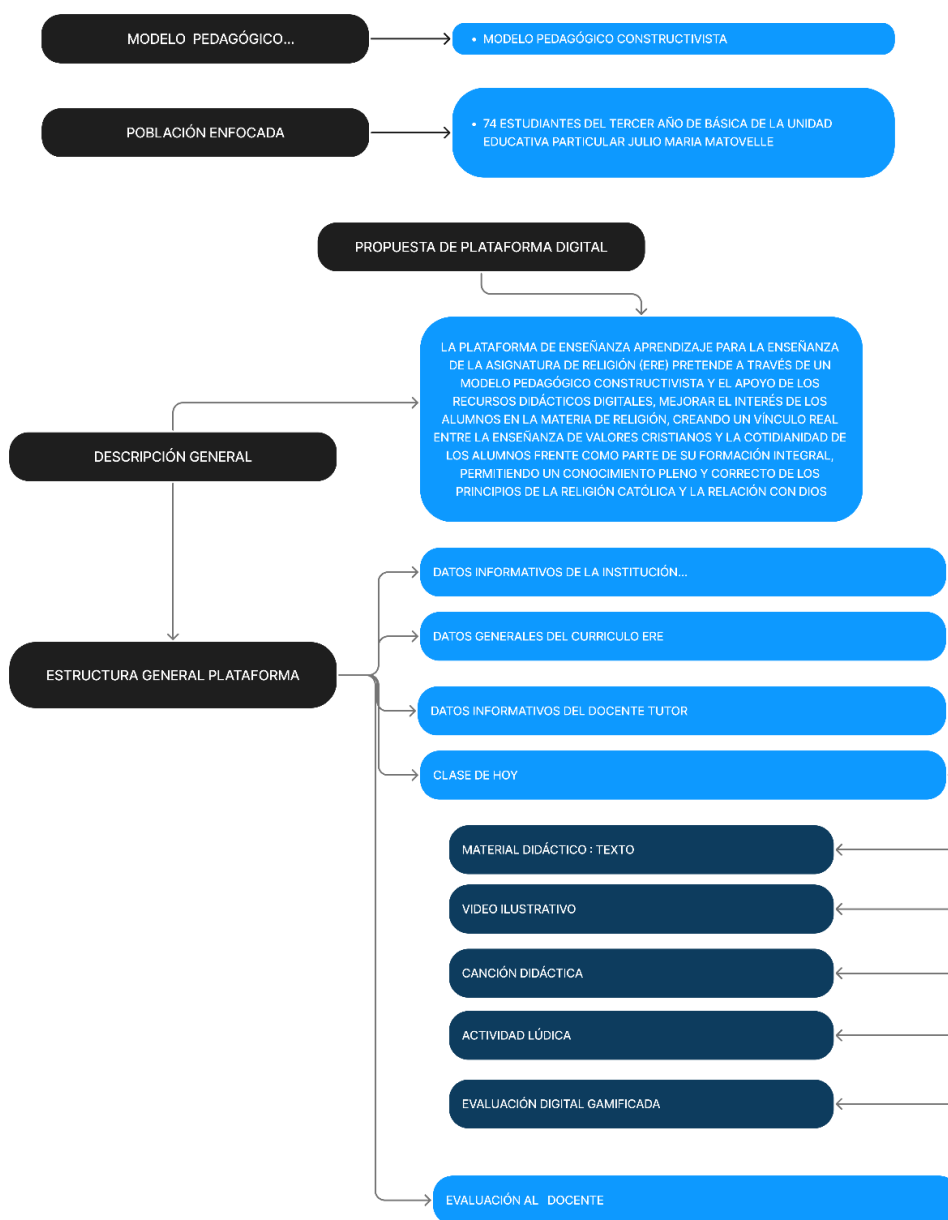 MODELO PEDAGÓGICO...
• MODELO PEDAGÓGICO CONSTRUCTIVISTA
POBLACIÓN ENFOCADA
• 74 ESTUDIANTES DEL TERCER AÑO DE BÁSICA DE LA UNIDAD
EDUCATIVA PARTICULAR JULIO MARIA MATOVELLE
PROPUESTA DE PLATAFORMA DIGITAL
LA PLATAFORMA DE ENSEÑANZA APRENDIZAJE PARA LA ENSEÑANZA
DE LA ASIGNATURA DE RELIGIÓN (ERE) PRETENDE A TRAVÉS DE UN
MODELO PEDAGÓGICO CONSTRUCTIVISTA Y EL APOYO DE LOS
RECURSOS DIDÁCTICOS DIGITALES, MEJORAR EL INTERÉS DE LOS
ALUMNOS EN LA MATERIA DE RELIGIÓN, CREANDO UN VÍNCULO REAL
ENTRE LA ENSEÑANZA DE VALORES CRISTIANOS Y LA COTIDIANIDAD DE
LOS ALUMNOS FRENTE COMO PARTE DE SU FORMACIÓN INTEGRAL,
PERMITIENDO UN CONOCIMIENTO PLENO Y CORRECTO DE LOS
PRINCIPIOS DE LA RELIGIÓN CATÓLICA Y LA RELACIÓN CON DIOS
DESCRIPCIÓN GENERAL
ESTRUCTURA GENERAL PLATAFORMA
DATOS INFORMATIVOS DE LA INSTITUCIÓN...
DATOS GENERALES DEL CURRICULO ERE
DATOS INFORMATIVOS DEL DOCENTE TUTOR
CLASE DE HOY
MATERIAL DIDÁCTICO : TEXTO
VIDEO ILUSTRATIVO
CANCIÓN DIDÁCTICA
ACTIVIDAD LÚDICA
EVALUACIÓN DIGITAL GAMIFICADA
EVALUACIÓN AL DOCENTE